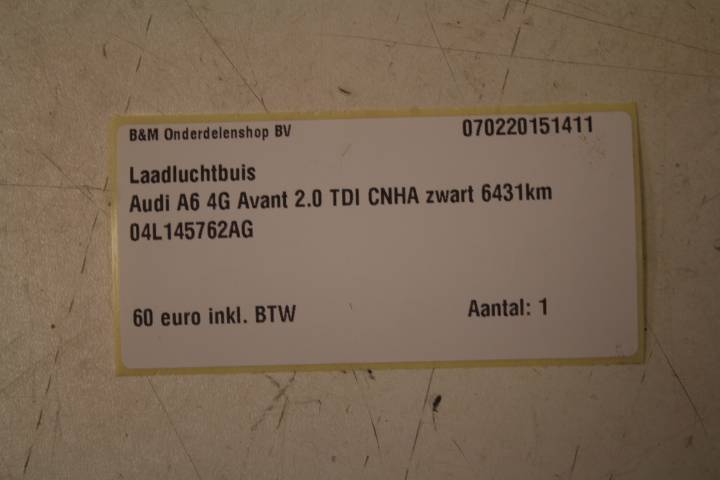 B&M Onderdelenshop BV 070220151411
Laadluchtbuis
Audi A6 4G Avant 2.0 TDI CNHA zwart 6431km
04L145762AG
60 euro inkl. BTW Aantal: 1